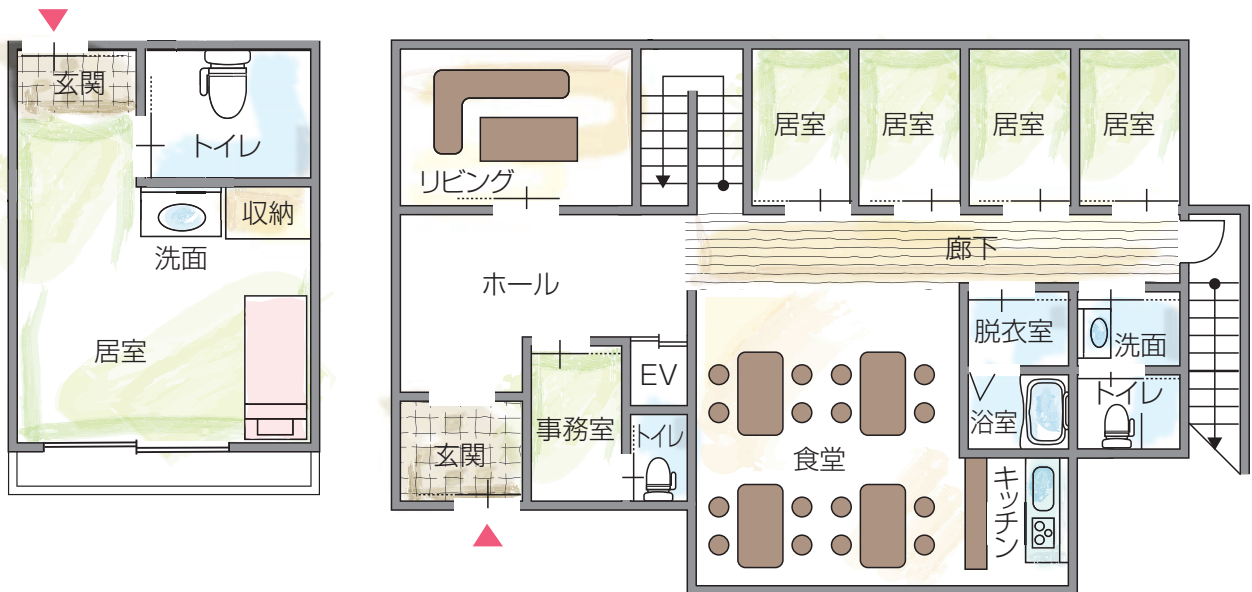 玄関
トイレ
収納
洗面
居室
リビング
居室
居室
居室
居室
廊下
ホール
EV
事務室
トイレ
玄関
食堂
脱衣室
洗面
浴室
トイレ
キッチン